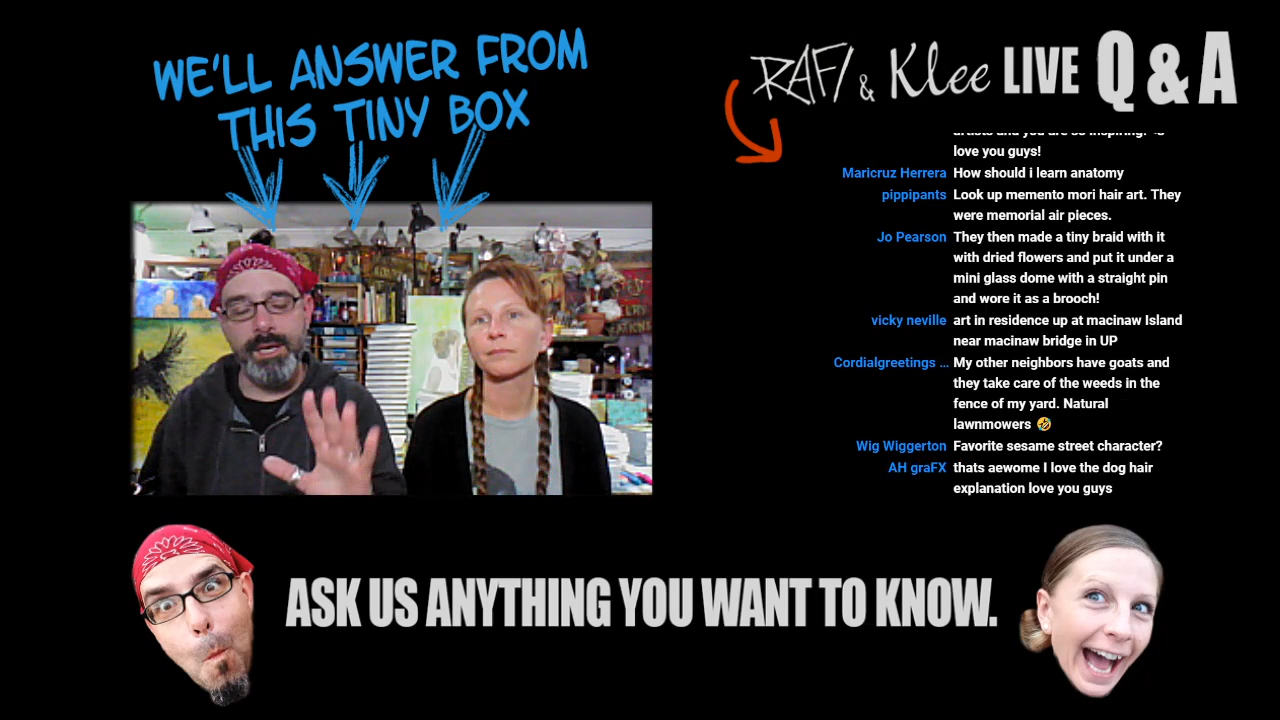 WE'LL ANSWER FROM
THIS TINY BOX
RAFI & Klee LIVE Q & A
love you guys!
Maricruz Herrera How should i learn anatomy
pippipants Look up memento mori hair art. They
were memorial air pieces.
Jo Pearson They then made a tiny braid with it
with dried flowers and put it under a
mini glass dome with a straight pin
and wore it as a brooch!
vicky neville art in residence up at macinaw Island
near macinaw bridge in UP
Cordialgreetings ... My other neighbors have goats and
they take care of the weeds in the
fence of my yard. Natural
lawnmowers 🤣
Wig Wiggerton Favorite sesame street character?
AH graFX thats aewome I love the dog hair
explanation love you guys
ASK US ANYTHING YOU WANT TO KNOW.